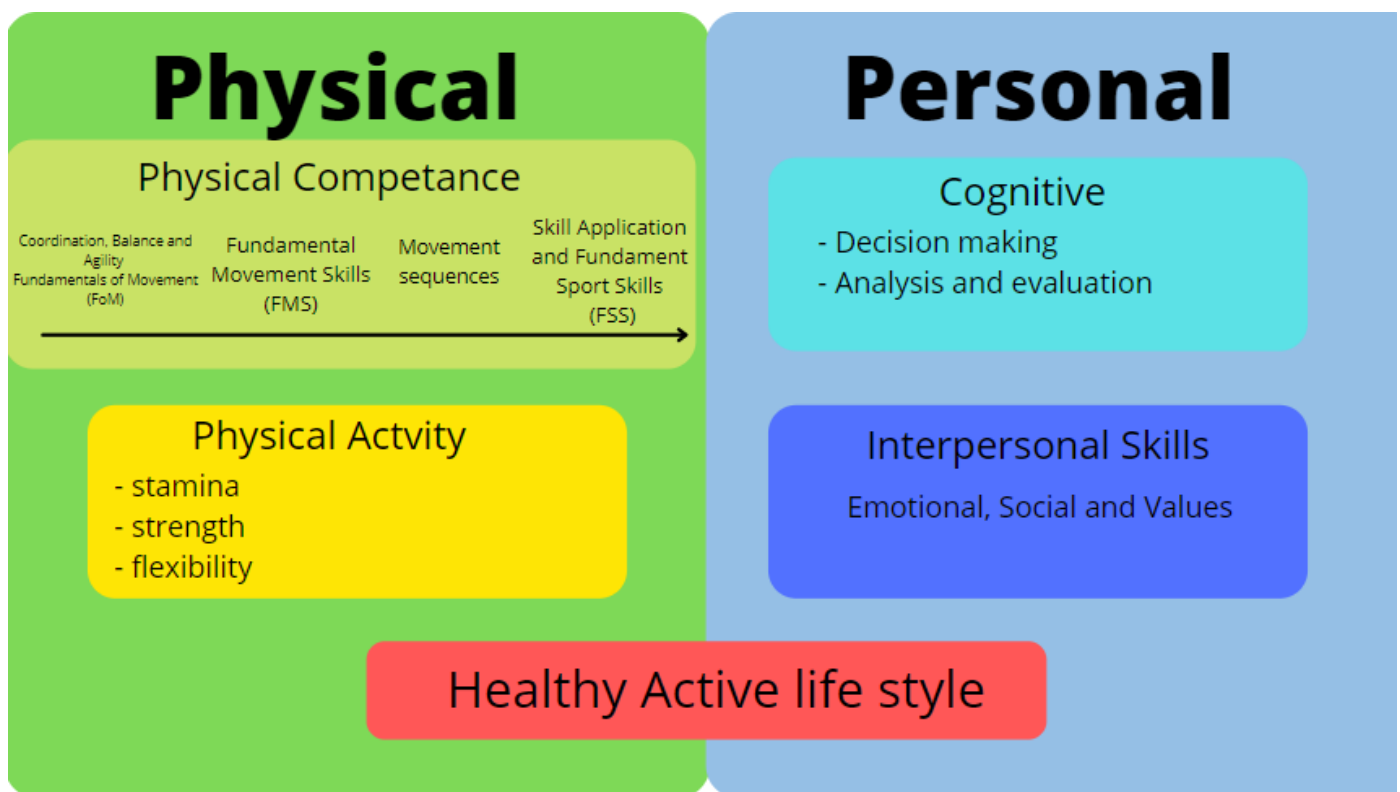 Physical
Physical Competance
Coordination, Balance and
Agility
Fundamentals of Movement
(FoM)
Fundamental
Movement Skills
(FMS)
Movement
sequences
Skill Application
and Fundament
Sport Skills
(FSS)
Physical Actvity
- stamina
- strength
- flexibility
Personal
Cognitive
- Decision making
- Analysis and evaluation
Interpersonal Skills
Emotional, Social and Values
Healthy Active life style